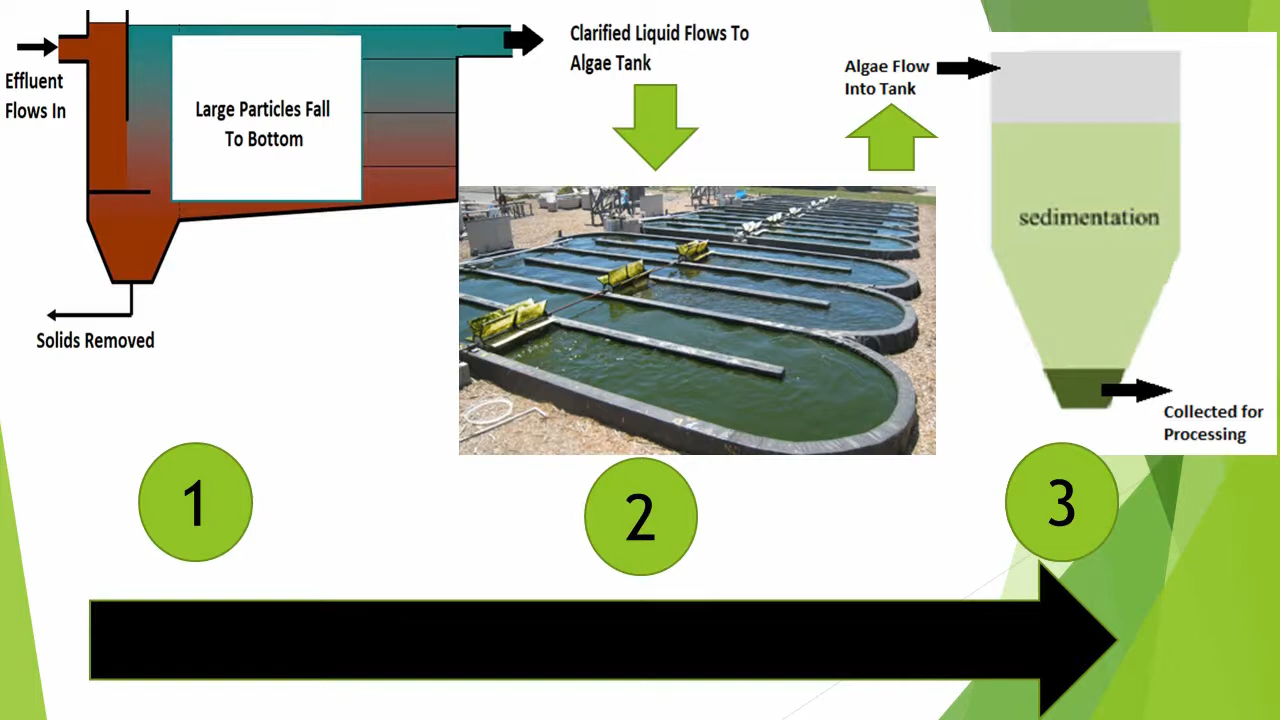 Effluent
Flows In
Large Particles Fall
To Bottom
Solids Removed
Clarified Liquid Flows To
Algae Tank
Algae Flow
Into Tank
sedimentation
Collected for
Processing
1
2
3